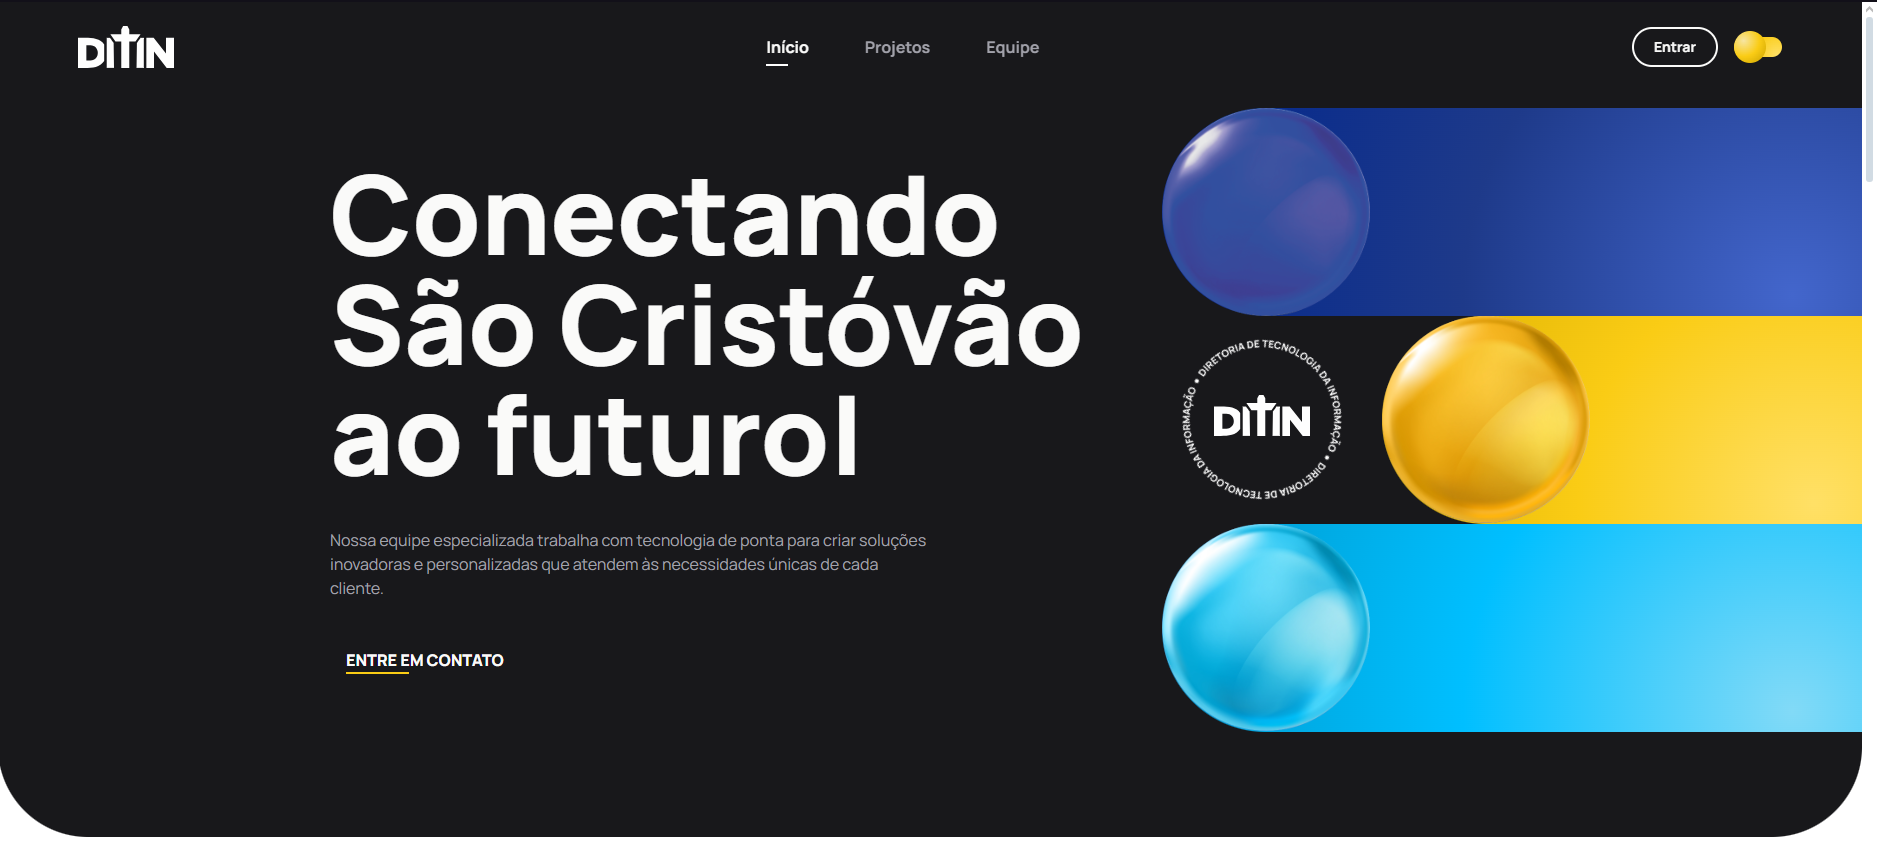 DITIN
Início
Projetos
Equipe
Entrar
Conectando
São Cristóvão
ao futurol
Nossa equipe especializada trabalha com tecnologia de ponta para criar soluções
inovadoras e personalizadas que atendem às necessidades únicas de cada
cliente.
ENTRE EM CONTATO
DIRETORIA DE TECNOLOGIA DA INFORMAÇÃO • DIRETORIA DE TECNOLOGIA DA INFORMAÇÃO •
DITIN